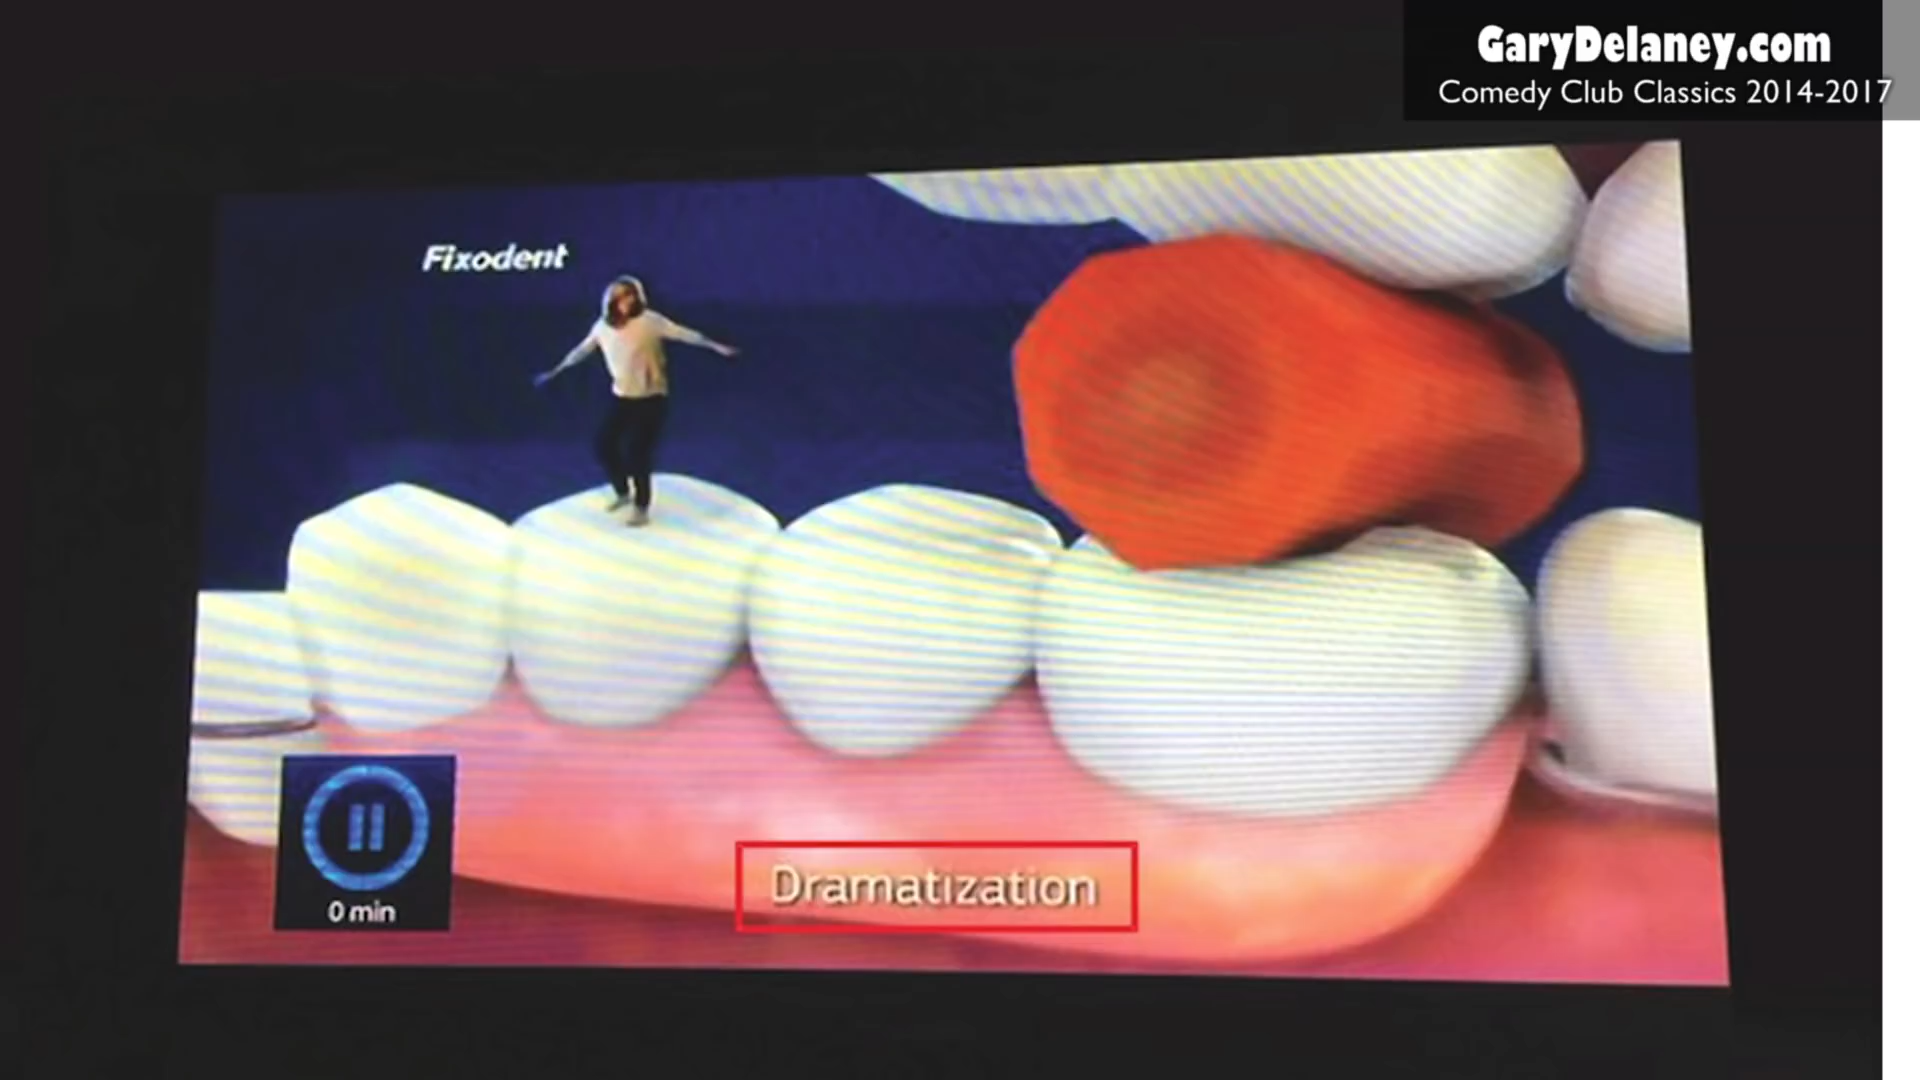 GaryDelaney.com
Comedy Club Classics 2014-2017
Fixodent
0 min
Dramatization